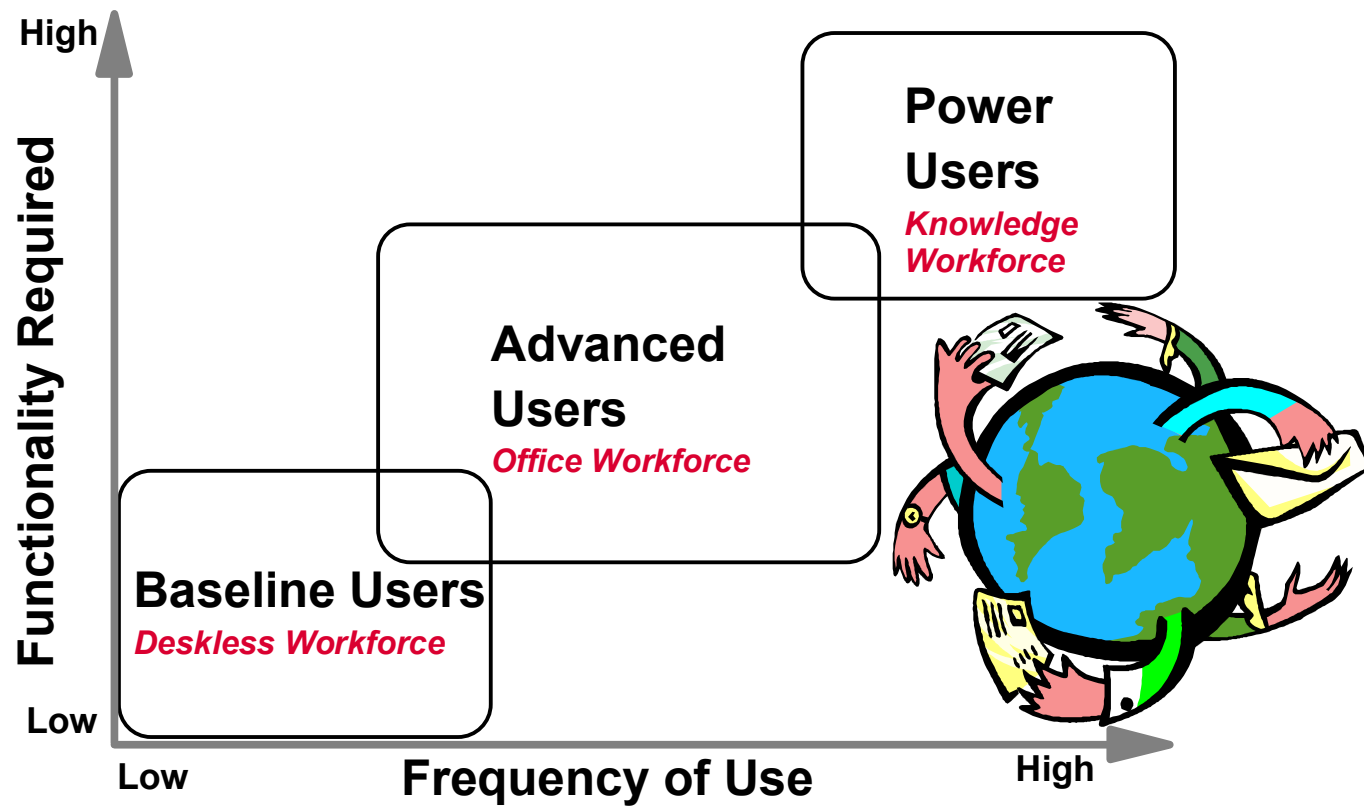 High
Functionality Required
Low
Power
Users
Knowledge
Workforce
Advanced
Users
Office Workforce
Baseline Users
Deskless Workforce
Low
Frequency of Use
High